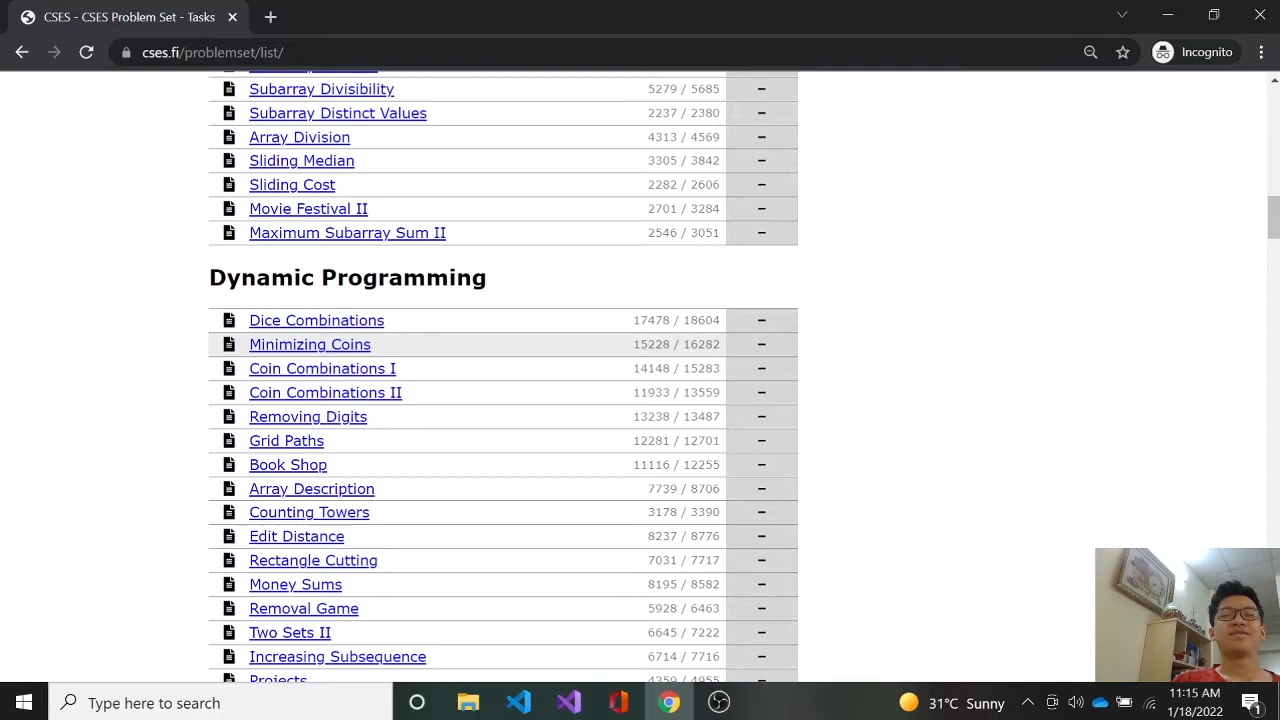 CSES - CSES Problem Set - Tasks
cses.fi/problemset/list/
Incognito
Subarray Divisibility 5279 / 5685 –
Subarray Distinct Values 2237 / 2380 –
Array Division 4313 / 4569 –
Sliding Median 3305 / 3842 –
Sliding Cost 2282 / 2606 –
Movie Festival II 2701 / 3284 –
Maximum Subarray Sum II 2546 / 3051 –
Dynamic Programming
Dice Combinations 17478 / 18604 –
Minimizing Coins 15228 / 16282 –
Coin Combinations I 14148 / 15283 –
Coin Combinations II 11933 / 13559 –
Removing Digits 13238 / 13487 –
Grid Paths 12281 / 12701 –
Book Shop 11116 / 12255 –
Array Description 7739 / 8706 –
Counting Towers 3178 / 3390 –
Edit Distance 8237 / 8776 –
Rectangle Cutting 7031 / 7717 –
Money Sums 8195 / 8582 –
Removal Game 5928 / 6463 –
Two Sets II 6645 / 7222 –
Increasing Subsequence 6714 / 7716 –
Projects 4359 / 4955 –
Type here to search
31°C Sunny
11:15 AM
1/18/2022
1